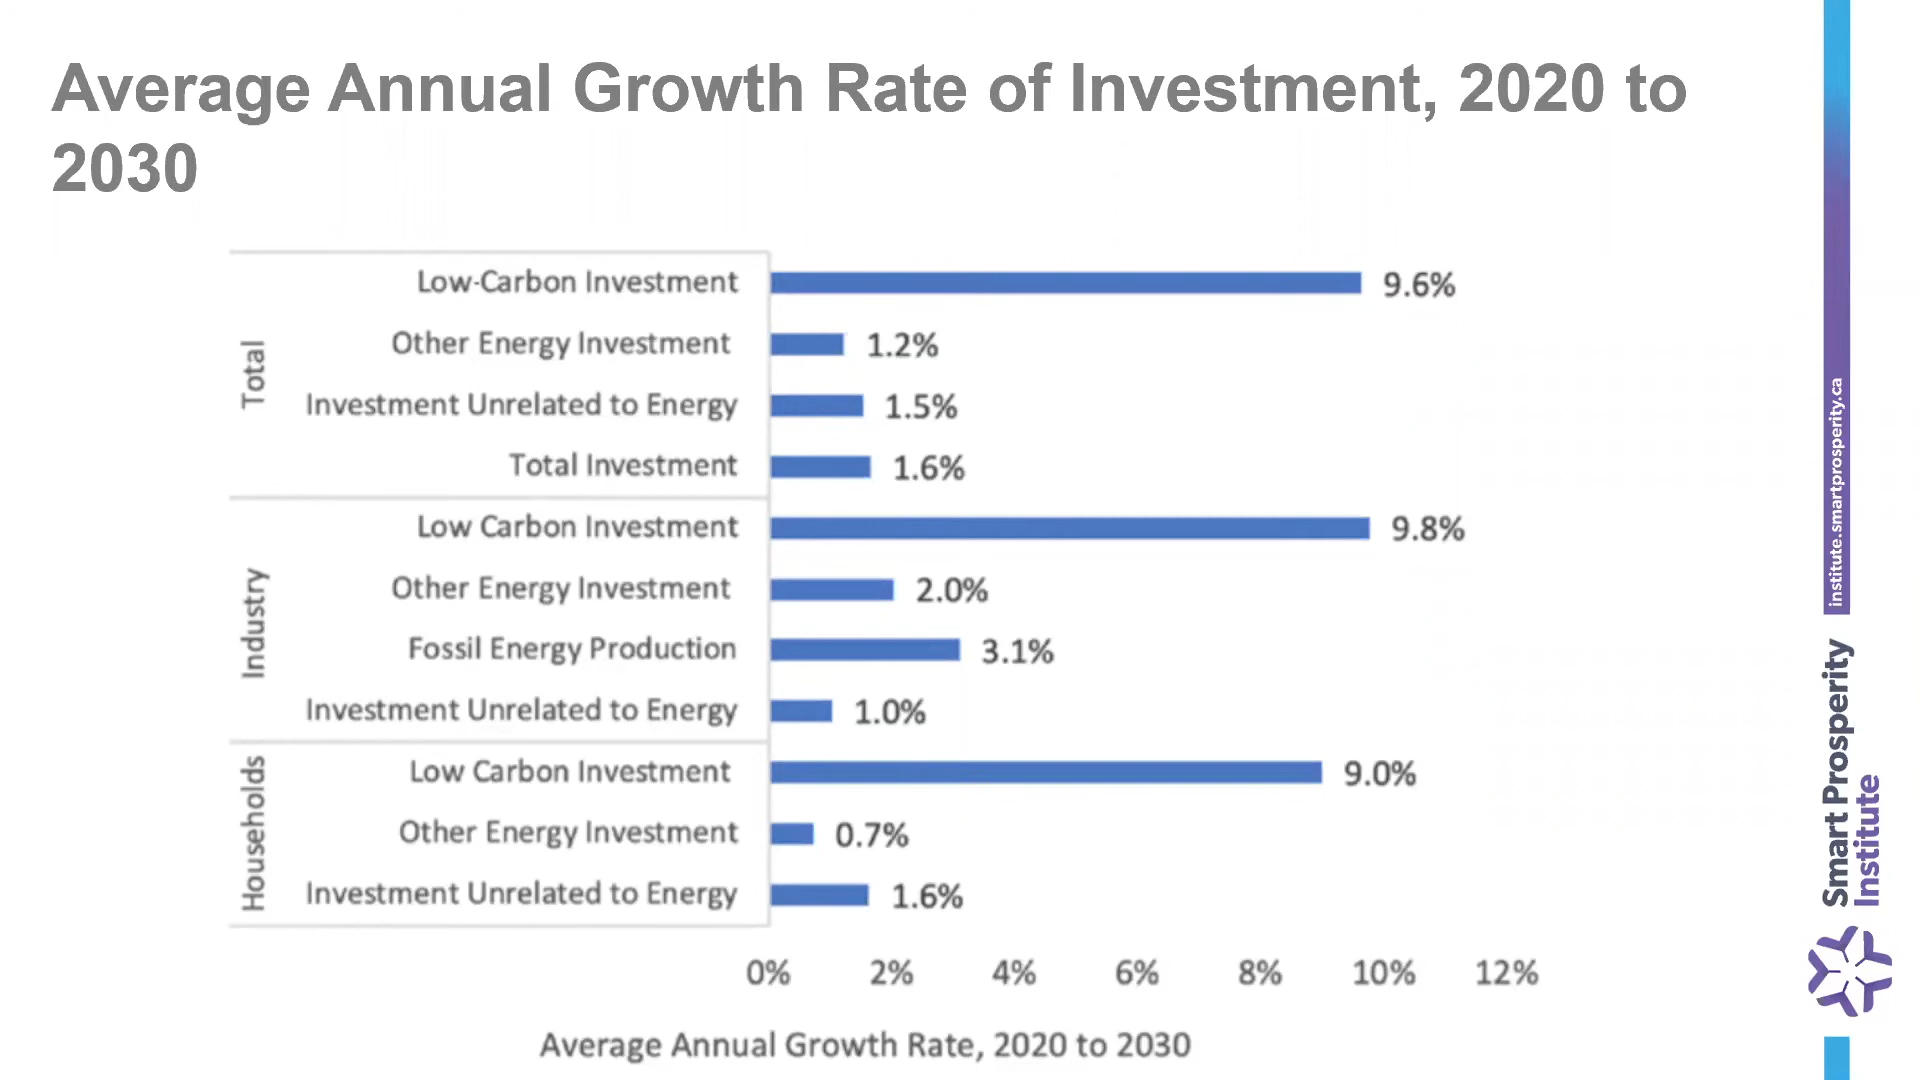 Average Annual Growth Rate of Investment, 2020 to
2030
Total
Low-Carbon Investment 9.6%
Other Energy Investment 1.2%
Investment Unrelated to Energy 1.5%
Total Investment 1.6%
Industry
Low Carbon Investment 9.8%
Other Energy Investment 2.0%
Fossil Energy Production 3.1%
Investment Unrelated to Energy 1.0%
Households
Low Carbon Investment 9.0%
Other Energy Investment 0.7%
Investment Unrelated to Energy 1.6%
0% 2% 4% 6% 8% 10% 12%
Average Annual Growth Rate, 2020 to 2030
institute.smartprosperity.ca
Smart Prosperity
Institute